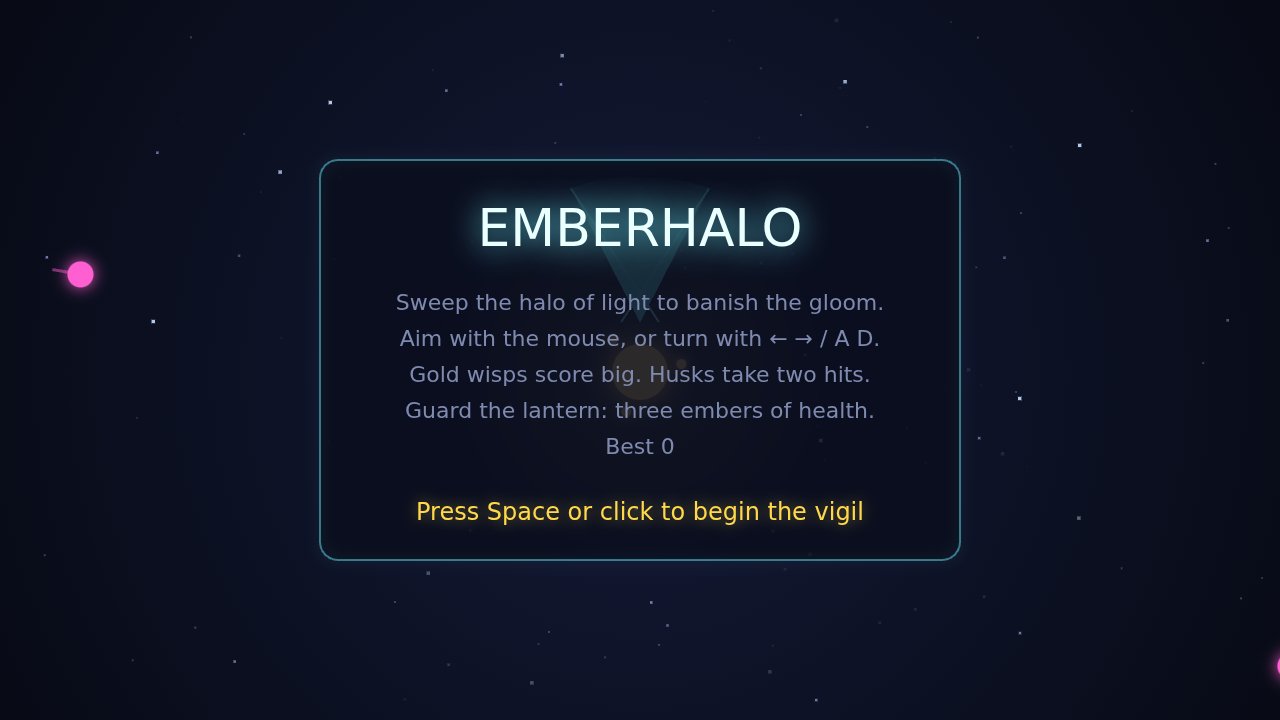 EMBERHALO
Sweep the halo of light to banish the gloom.
Aim with the mouse, or turn with ← → / A D.
Gold wisps score big. Husks take two hits.
Guard the lantern: three embers of health.
Best 0
Press Space or click to begin the vigil